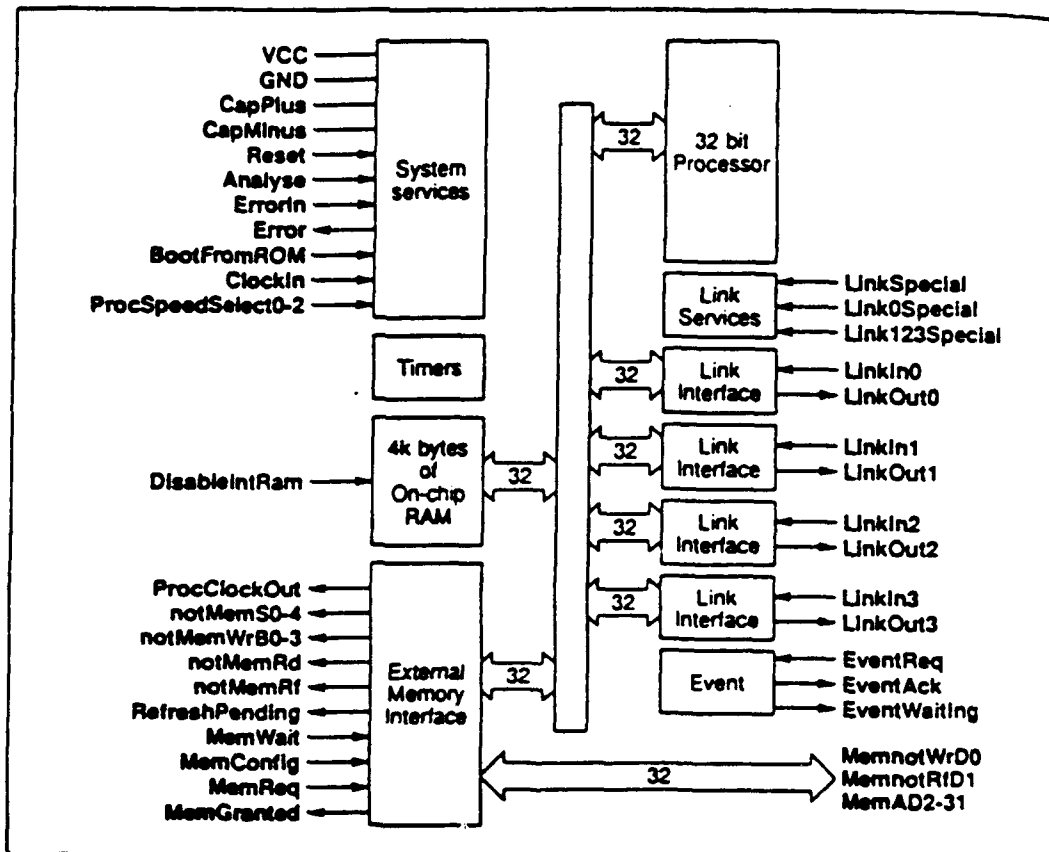 VCC
GND
CapPlus
CapMinus
Reset
Analyse
ErrorIn
Error
BootFromROM
ClockIn
ProcSpeedSelect0-2
System
services
Timers
DisableIntRam
4k bytes
of
On-chip
RAM
32
ProcClockOut
notMemS0-4
notMemWrB0-3
notMemRd
notMemRf
RefreshPending
MemWait
MemConfig
MemReq
MemGranted
External
Memory
Interface
32
32
32 bit
Processor
Link
Services
LinkSpecial
Link0Special
Link123Special
32
Link
Interface
LinkIn0
LinkOut0
32
Link
Interface
LinkIn1
LinkOut1
32
Link
Interface
LinkIn2
LinkOut2
32
Link
Interface
LinkIn3
LinkOut3
Event
EventReq
EventAck
EventWaiting
32
MemnotWrD0
MemnotRfD1
MemAD2-31